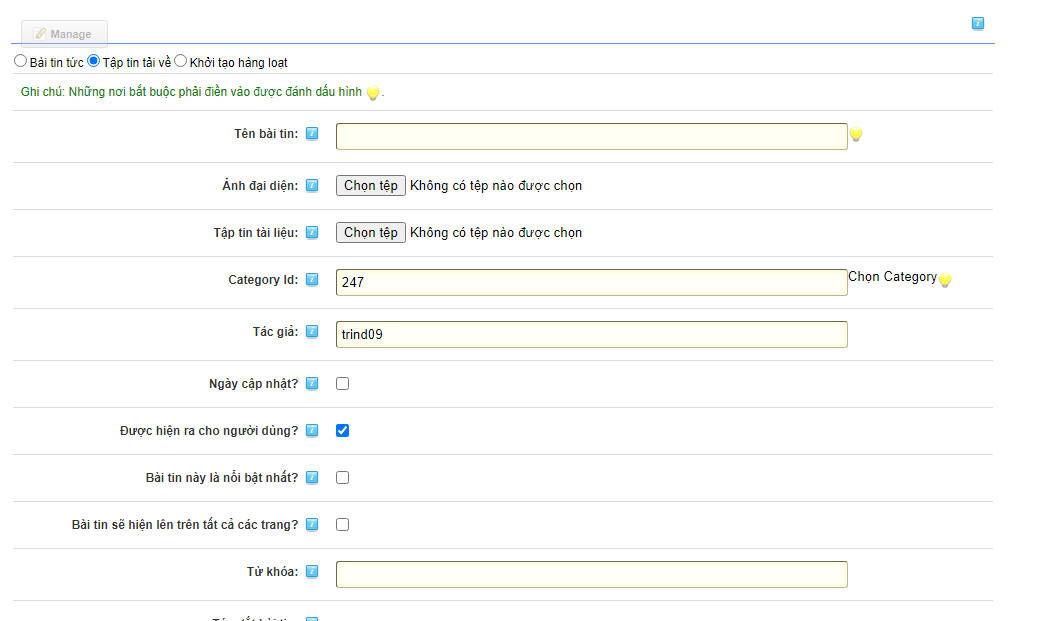 Manage
Bài tin tức Tập tin tải về Khởi tạo hàng loạt
Ghi chú: Những nơi bắt buộc phải điền vào được đánh dấu hình .
Tên bài tin:
Ảnh đại diện: Chọn tệp Không có tệp nào được chọn
Tập tin tài liệu: Chọn tệp Không có tệp nào được chọn
Category Id: 247 Chọn Category
Tác giả: trind09
Ngày cập nhật?
Được hiện ra cho người dùng?
Bài tin này là nổi bật nhất?
Bài tin sẽ hiện lên trên tất cả các trang?
Từ khóa: